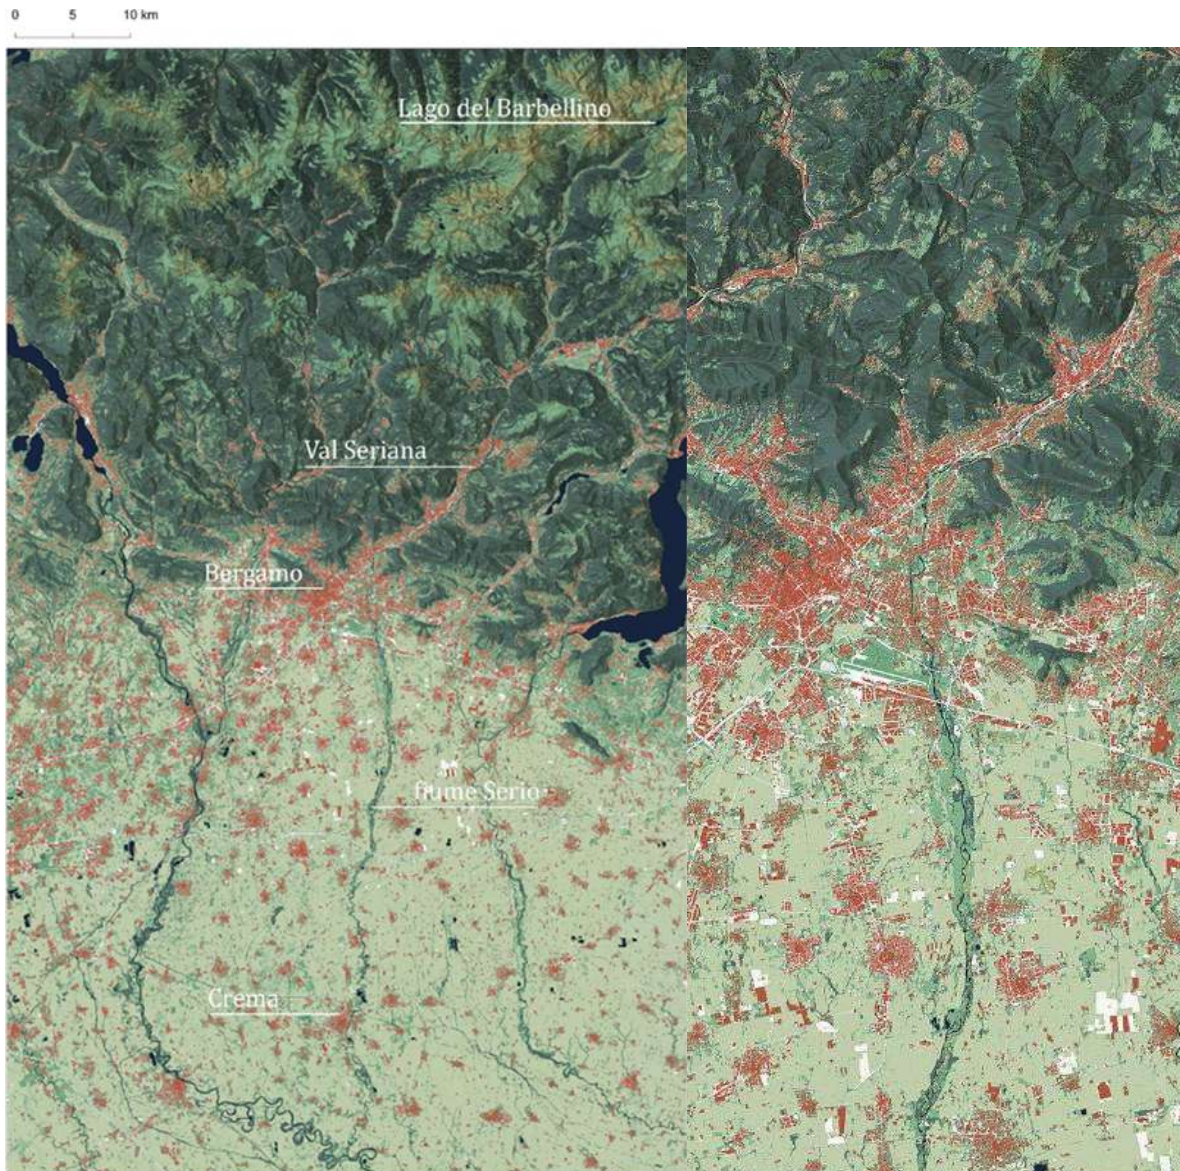 0 5 10 km
Lago del Barbellino
Val Seriana
Bergamo
fiume Serio
Crema